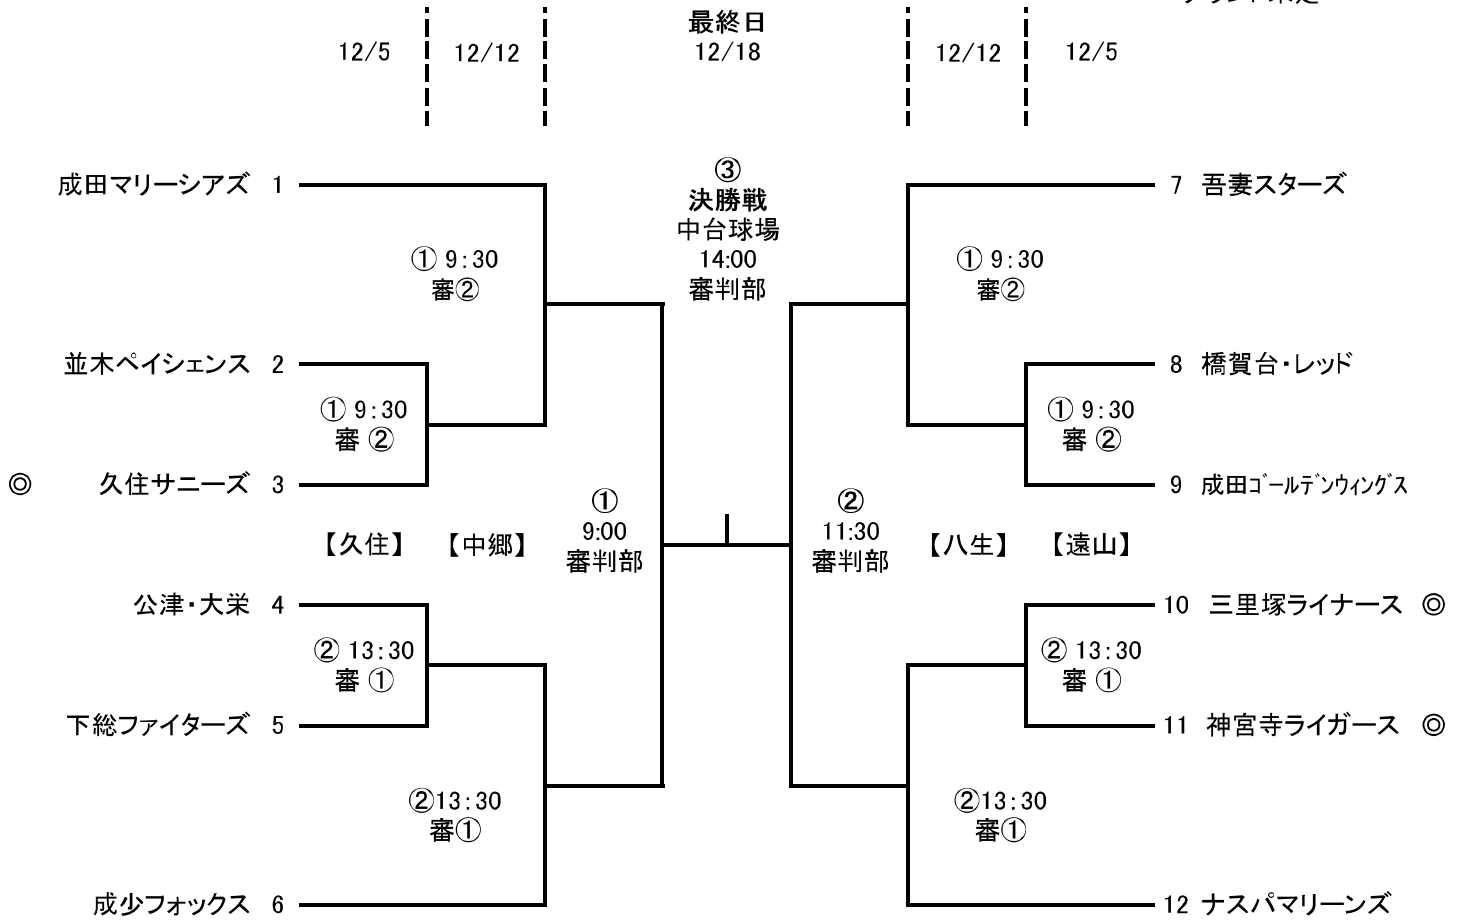 最終日
12/5
12/12
12/18
12/12
12/5
成田マリーシアズ 1
③
決勝戦
中台球場
14:00
審判部
7 吾妻スターズ
① 9:30
審②
① 9:30
審②
並木ペイシェンス 2
8 橋賀台・レッド
① 9:30
審 ②
① 9:30
審 ②
◎ 久住サニーズ 3
9 成田ｺﾞｰﾙﾃﾞﾝｳｨﾝｸﾞｽ
①
9:00
審判部
②
11:30
審判部
【久住】
【中郷】
【八生】
【遠山】
公津・大栄 4
10 三里塚ライナース ◎
② 13:30
審 ①
② 13:30
審 ①
下総ファイターズ 5
11 神宮寺ライガース ◎
②13:30
審①
②13:30
審①
成少フォックス 6
12 ナスパマリーンズ